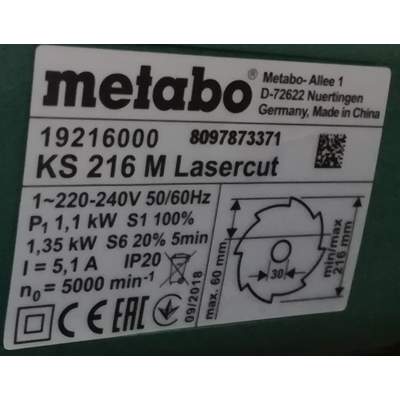 metabo
Metabo- Allee 1
D-72622 Nuertingen
Germany, Made in China
19216000 8097873371
KS 216 M Lasercut
1~220-240V 50/60Hz
P₁ 1,1 kW S1 100%
1,35 kW S6 20% 5min
I = 5,1 A IP20
n₀ = 5000 min⁻¹
09/2018
CE EAC
max. 60 mm
30
min/max
216 mm